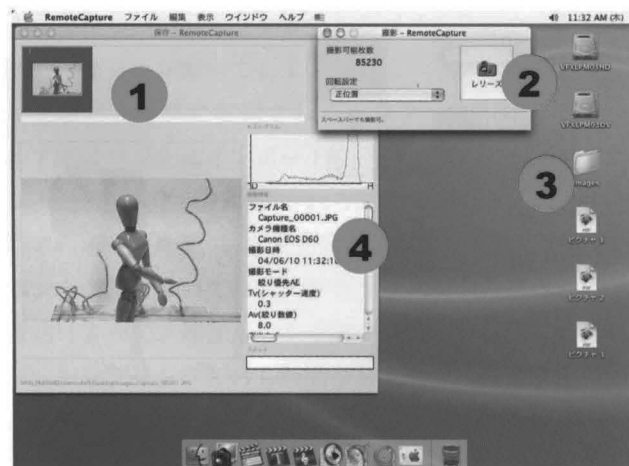 RemoteCapture ファイル 編集 表示 ウインドウ ヘルプ
11:32 AM (木)
保存 - RemoteCapture
撮影 - RemoteCapture
撮影可能枚数
85230
回転設定
正位置
レリーズ
スペースバーでも撮影可。
1
2
3
4
VFXLPM03HD
VFXLPM03DV
images
ピクチャ 1
ピクチャ 2
ピクチャ 3
ファイル名
Capture_00001.JPG
カメラ機種名
Canon EOS D60
撮影日時
04/06/10 11:32:1
撮影モード
絞り優先AE
Tv(シャッター速度)
0.3
Av(絞り数値)
8.0